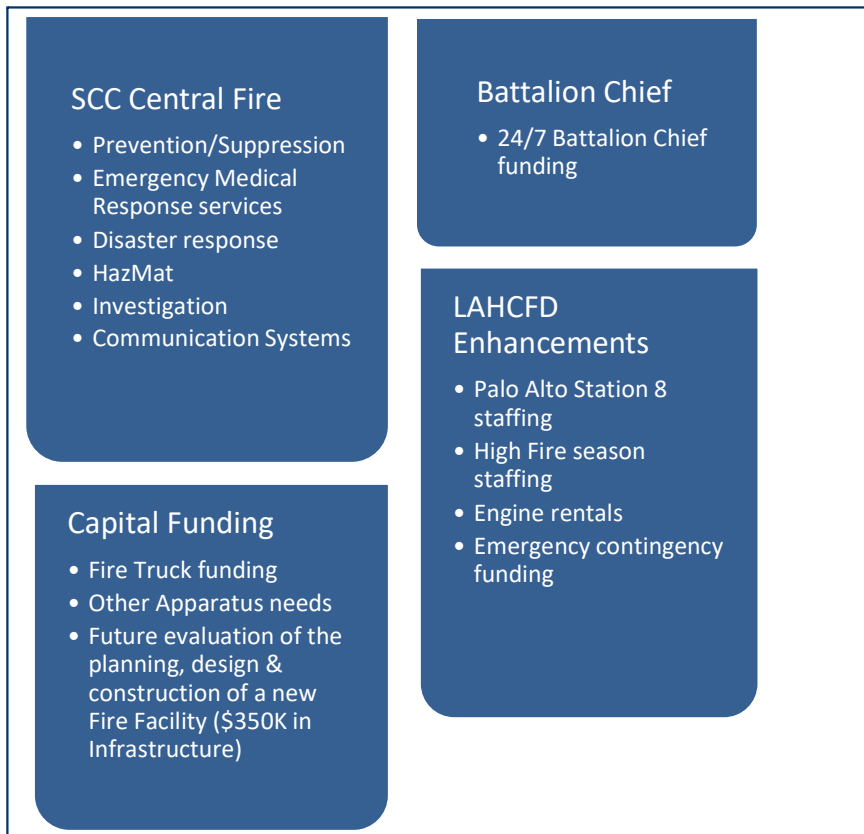 SCC Central Fire
• Prevention/Suppression
• Emergency Medical
Response services
• Disaster response
• HazMat
• Investigation
• Communication Systems
Battalion Chief
• 24/7 Battalion Chief
funding
LAHCFD
Enhancements
• Palo Alto Station 8
staffing
• High Fire season
staffing
• Engine rentals
• Emergency contingency
funding
Capital Funding
• Fire Truck funding
• Other Apparatus needs
• Future evaluation of the
planning, design &
construction of a new
Fire Facility ($350K in
Infrastructure)